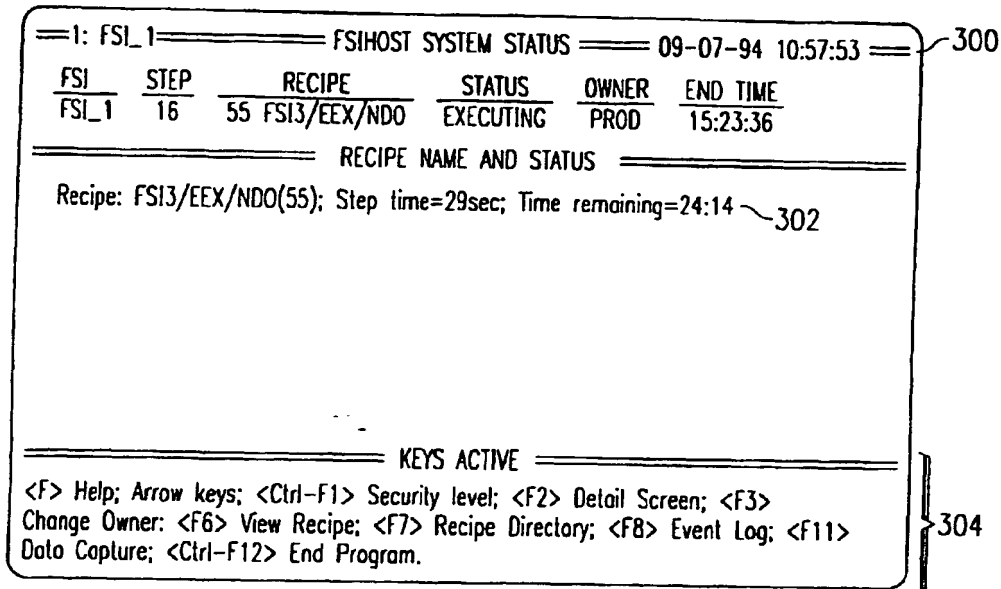 1: FSI_1 FSIHOST SYSTEM STATUS 09-07-94 10:57:53 300
FSI STEP RECIPE STATUS OWNER END TIME
FSI_1 16 55 FSI3/EEX/NDO EXECUTING PROD 15:23:36
RECIPE NAME AND STATUS
Recipe: FSI3/EEX/NDO(55); Step time=29sec; Time remaining=24:14 302
KEYS ACTIVE
<F> Help; Arrow keys; <Ctrl-F1> Security level; <F2> Detail Screen; <F3>
Change Owner: <F6> View Recipe; <F7> Recipe Directory; <F8> Event Log; <F11> 304
Data Capture; <Ctrl-F12> End Program.